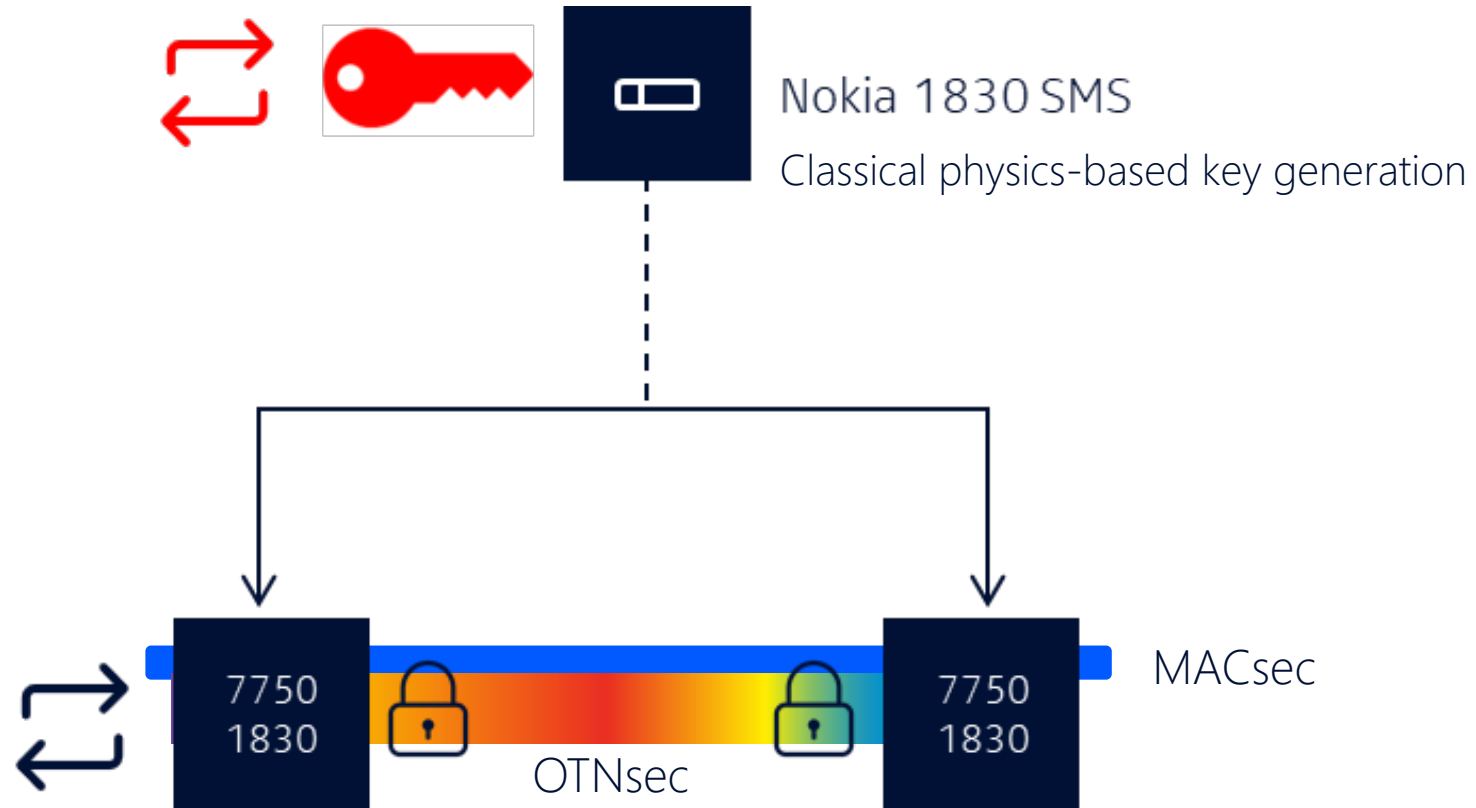 Nokia 1830 SMS
Classical physics-based key generation
7750
1830
7750
1830
MACsec
OTNsec